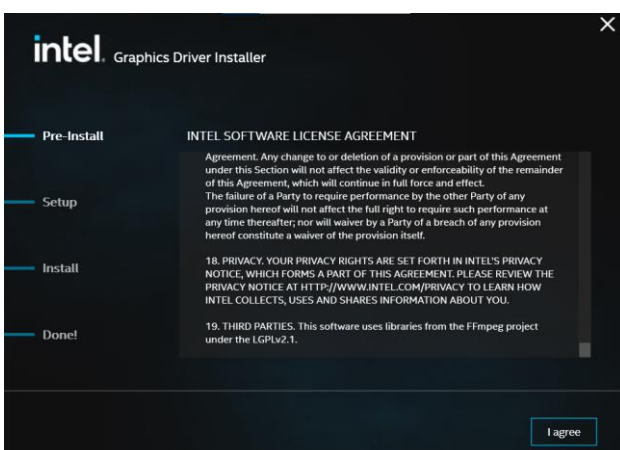 intel. Graphics Driver Installer
Pre-Install
INTEL SOFTWARE LICENSE AGREEMENT
Agreement. Any change to or deletion of a provision or part of this Agreement
under this Section will not affect the validity or enforceability of the remainder
of this Agreement, which will continue in full force and effect.
The failure of a Party to require performance by the other Party of any
provision hereof will not affect the full right to require such performance at
any time thereafter; nor will waiver by a Party of a breach of any provision
hereof constitute a waiver of the provision itself.
Setup
18. PRIVACY. YOUR PRIVACY RIGHTS ARE SET FORTH IN INTEL'S PRIVACY
NOTICE, WHICH FORMS A PART OF THIS AGREEMENT. PLEASE REVIEW THE
PRIVACY NOTICE AT HTTP://WWW.INTEL.COM/PRIVACY TO LEARN HOW
INTEL COLLECTS, USES AND SHARES INFORMATION ABOUT YOU.
Install
19. THIRD PARTIES. This software uses libraries from the FFmpeg project
under the LGPLv2.1.
Done!
I agree